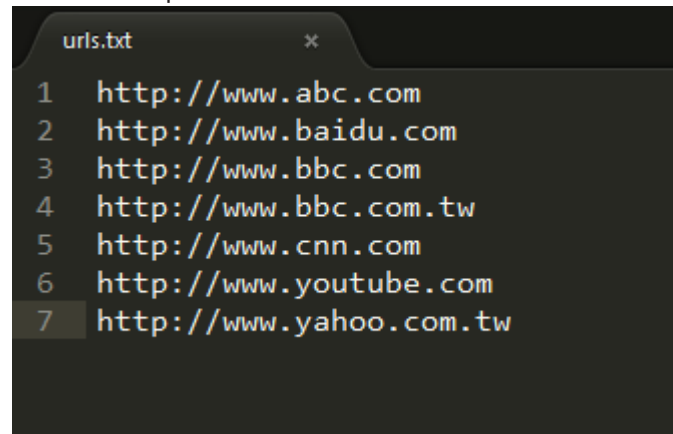 urls.txt ×
1 http://www.abc.com
2 http://www.baidu.com
3 http://www.bbc.com
4 http://www.bbc.com.tw
5 http://www.cnn.com
6 http://www.youtube.com
7 http://www.yahoo.com.tw